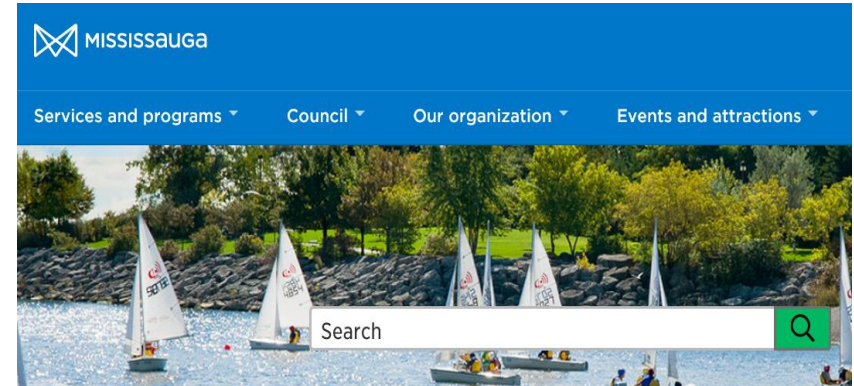 mississauga
Services and programs Council Our organization Events and attractions
Search